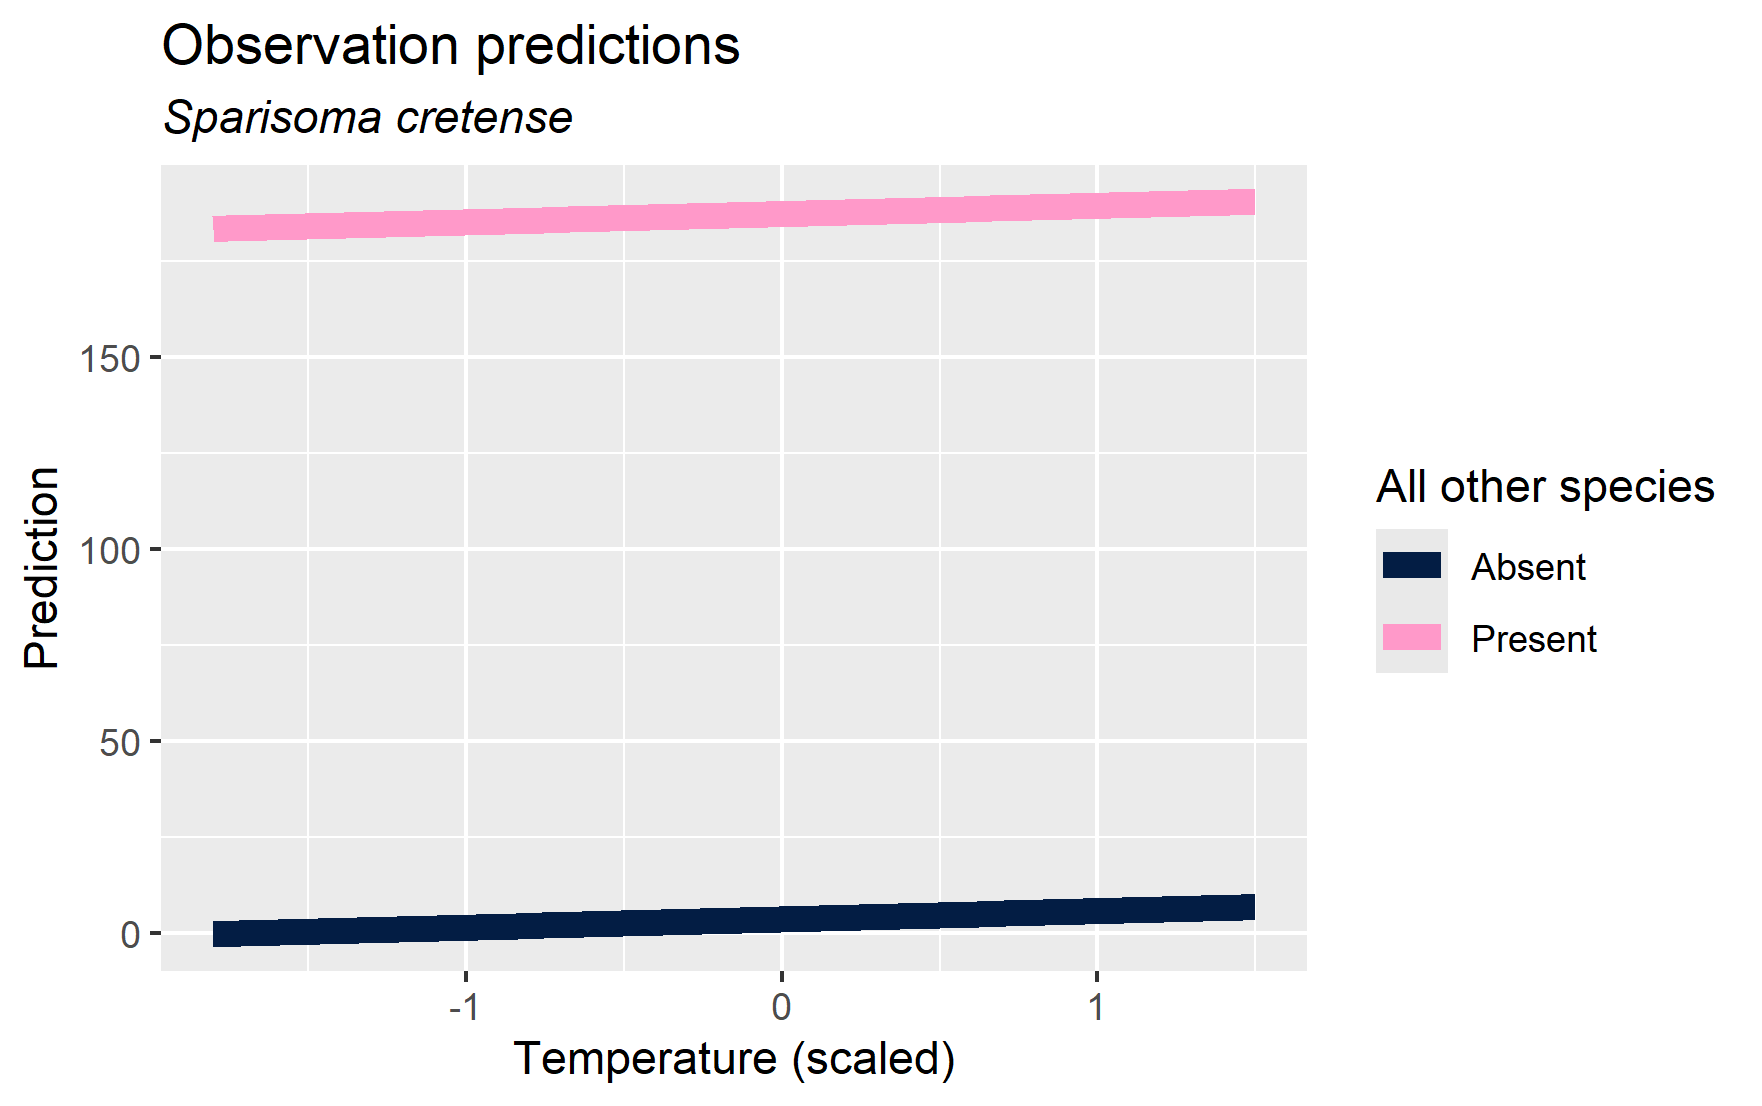 Observation predictions
Sparisoma cretense
Prediction
150
100
50
0
-1
0
1
Temperature (scaled)
All other species
Absent
Present